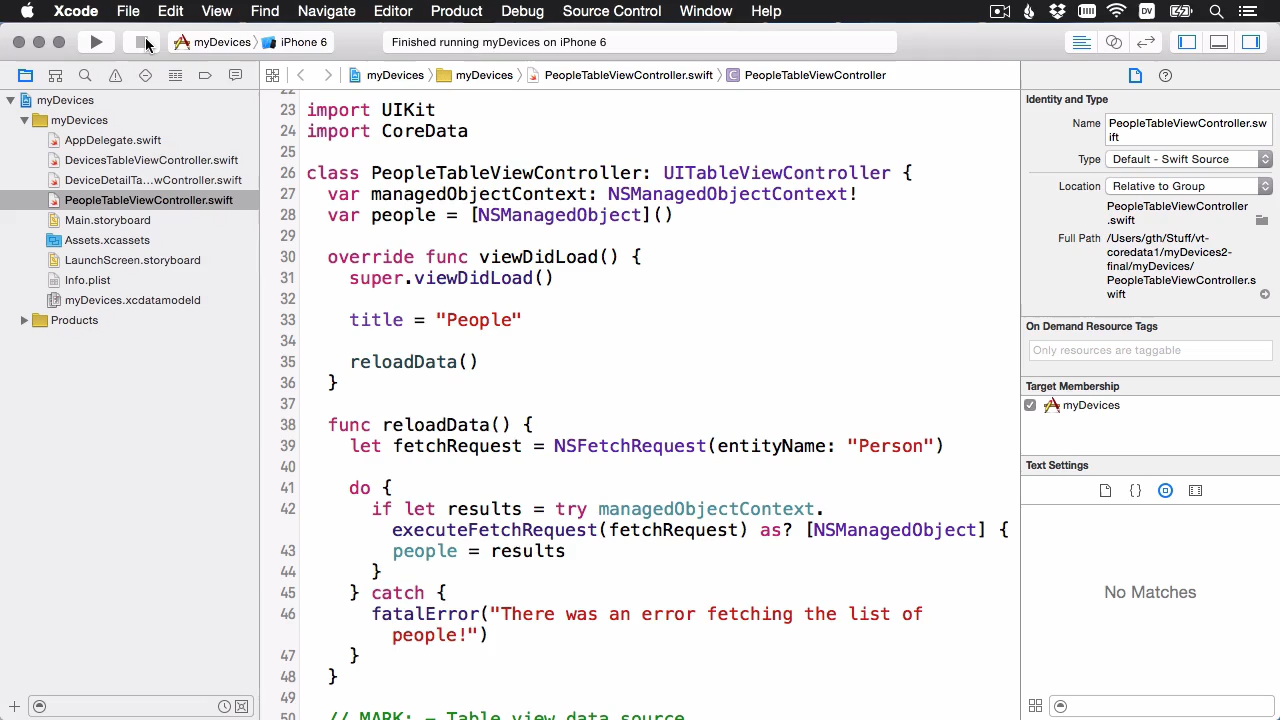 Xcode File Edit View Find Navigate Editor Product Debug Source Control Window Help DV
myDevices iPhone 6
Finished running myDevices on iPhone 6
myDevices myDevices PeopleTableViewController.swift C PeopleTableViewController
myDevices
myDevices
AppDelegate.swift
DevicesTableViewController.swift
DeviceDetailTa...wController.swift
PeopleTableViewController.swift
Main.storyboard
Assets.xcassets
LaunchScreen.storyboard
Info.plist
myDevices.xcdatamodeld
Products
22
23 import UIKit
24 import CoreData
25
26 class PeopleTableViewController: UITableViewController {
27 var managedObjectContext: NSManagedObjectContext!
28 var people = [NSManagedObject]()
29
30 override func viewDidLoad() {
31 super.viewDidLoad()
32
33 title = "People"
34
35 reloadData()
36 }
37
38 func reloadData() {
39 let fetchRequest = NSFetchRequest(entityName: "Person")
40
41 do {
42 if let results = try managedObjectContext.
executeFetchRequest(fetchRequest) as? [NSManagedObject] {
43 people = results
44 }
45 } catch {
46 fatalError("There was an error fetching the list of
people!")
47 }
48 }
49
50 // MARK: - Table view data source
Identity and Type
Name PeopleTableViewController.sw
ift
Type Default - Swift Source
Location Relative to Group
PeopleTableViewController
.swift
Full Path /Users/gth/Stuff/vt-
coredata1/myDevices2-
final/myDevices/
PeopleTableViewController.s
wift
On Demand Resource Tags
Only resources are taggable
Target Membership
myDevices
Text Settings
{}
No Matches